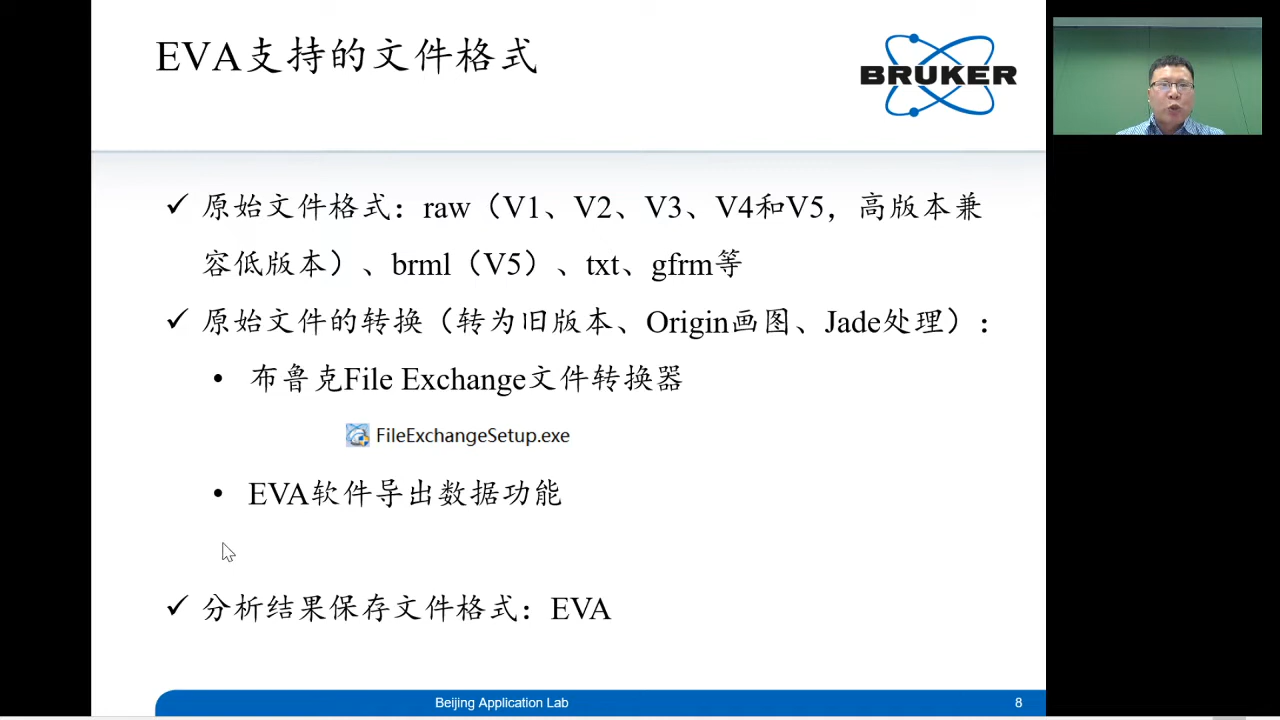 EVA支持的文件格式
BRUKER
✓ 原始文件格式：raw（V1、V2、V3、V4和V5，高版本兼
容低版本）、brml（V5）、txt、gfrm等
✓ 原始文件的转换（转为旧版本、Origin画图、Jade处理）：
• 布鲁克File Exchange文件转换器
FileExchangeSetup.exe
• EVA软件导出数据功能
✓ 分析结果保存文件格式：EVA
Beijing Application Lab
8